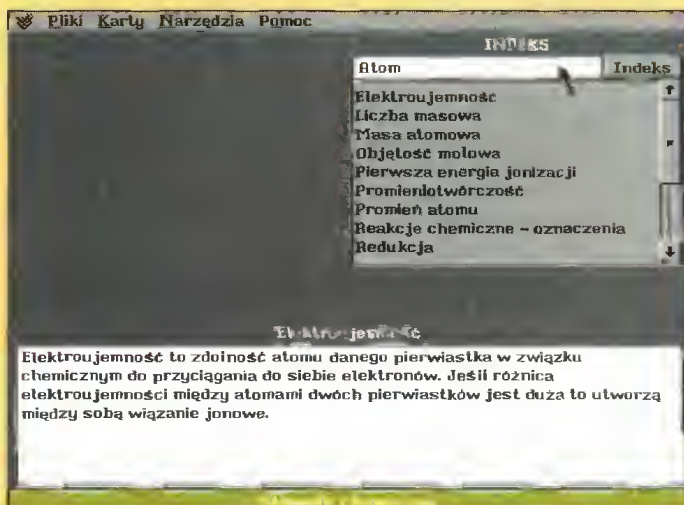 Pliki Karty Narzędzia Pomoc
INDEKS
Atom Indeks
Elektroujemność
Liczba masowa
Masa atomowa
Objętość molowa
Pierwsza energia jonizacji
Promieniotwórczość
Promień atomu
Reakcje chemiczne - oznaczenia
Redukcja
Elektroujemność
Elektroujemność to zdolność atomu danego pierwiastka w związku
chemicznym do przyciągania do siebie elektronów. Jeśli różnica
elektroujemności między atomami dwóch pierwiastków jest duża to utworzą
między sobą wiązanie jonowe.